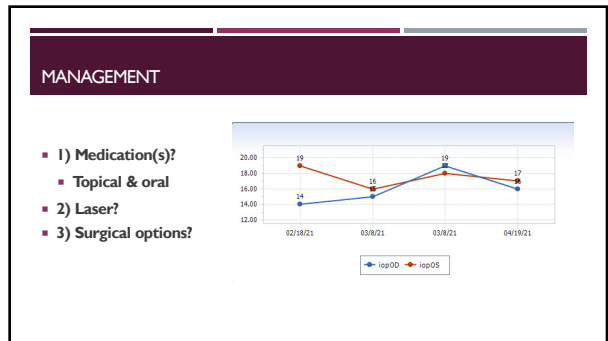 MANAGEMENT
1) Medication(s)?
Topical & oral
2) Laser?
3) Surgical options?
20.00
18.00
16.00
14.00
12.00
19
14
16
19
17
02/18/21
03/8/21
03/8/21
04/19/21
iopOD
iopOS